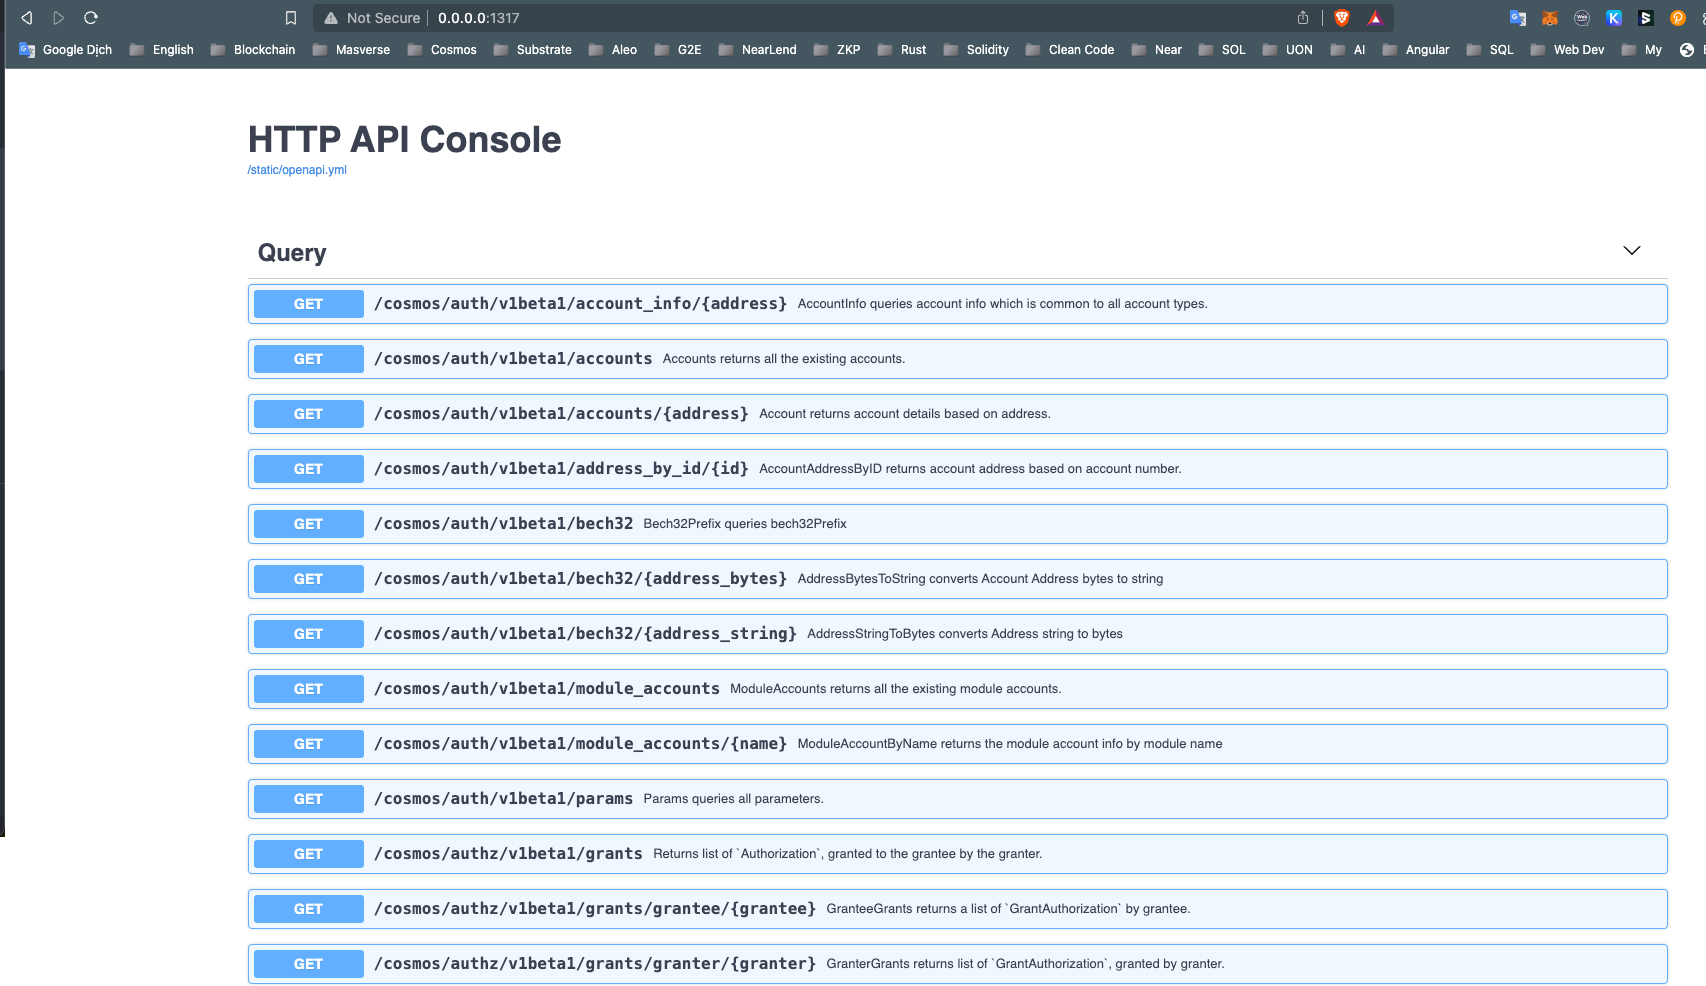 Not Secure 0.0.0.0:1317
Google Dịch English Blockchain Masverse Cosmos Substrate Aleo G2E NearLend ZKP Rust Solidity Clean Code Near SOL UON AI Angular SQL Web Dev My
HTTP API Console
/static/openapi.yml
Query
GET /cosmos/auth/v1beta1/account_info/{address} AccountInfo queries account info which is common to all account types.
GET /cosmos/auth/v1beta1/accounts Accounts returns all the existing accounts.
GET /cosmos/auth/v1beta1/accounts/{address} Account returns account details based on address.
GET /cosmos/auth/v1beta1/address_by_id/{id} AccountAddressByID returns account address based on account number.
GET /cosmos/auth/v1beta1/bech32 Bech32Prefix queries bech32Prefix
GET /cosmos/auth/v1beta1/bech32/{address_bytes} AddressBytesToString converts Account Address bytes to string
GET /cosmos/auth/v1beta1/bech32/{address_string} AddressStringToBytes converts Address string to bytes
GET /cosmos/auth/v1beta1/module_accounts ModuleAccounts returns all the existing module accounts.
GET /cosmos/auth/v1beta1/module_accounts/{name} ModuleAccountByName returns the module account info by module name
GET /cosmos/auth/v1beta1/params Params queries all parameters.
GET /cosmos/authz/v1beta1/grants Returns list of `Authorization`, granted to the grantee by the granter.
GET /cosmos/authz/v1beta1/grants/grantee/{grantee} GranteeGrants returns a list of `GrantAuthorization` by grantee.
GET /cosmos/authz/v1beta1/grants/granter/{granter} GranterGrants returns list of `GrantAuthorization`, granted by granter.